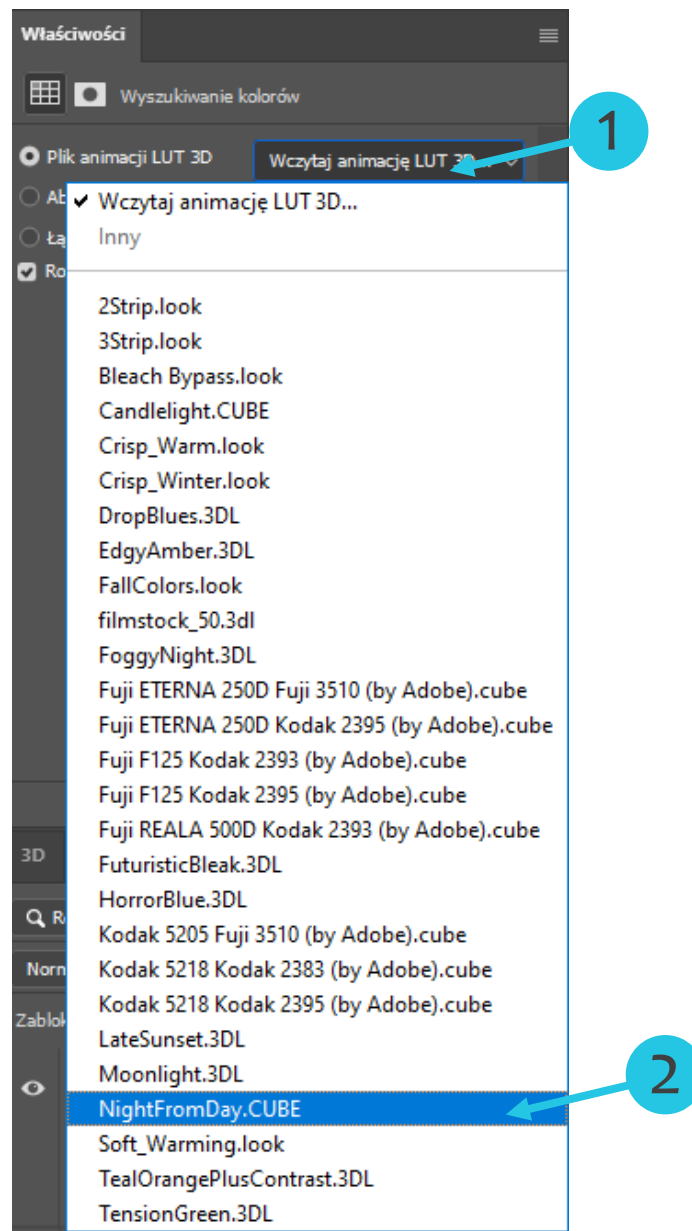 Właściwości
Wyszukiwanie kolorów
1
Plik animacji LUT 3D Wczytaj animację LUT 3D...
Wczytaj animację LUT 3D...
Inny
2Strip.look
3Strip.look
Bleach Bypass.look
Candlelight.CUBE
Crisp_Warm.look
Crisp_Winter.look
DropBlues.3DL
EdgyAmber.3DL
FallColors.look
filmstock_50.3dl
FoggyNight.3DL
Fuji ETERNA 250D Fuji 3510 (by Adobe).cube
Fuji ETERNA 250D Kodak 2395 (by Adobe).cube
Fuji F125 Kodak 2393 (by Adobe).cube
Fuji F125 Kodak 2395 (by Adobe).cube
Fuji REALA 500D Kodak 2393 (by Adobe).cube
3D
FuturisticBleak.3DL
HorrorBlue.3DL
Kodak 5205 Fuji 3510 (by Adobe).cube
Norm
Kodak 5218 Kodak 2383 (by Adobe).cube
Kodak 5218 Kodak 2395 (by Adobe).cube
Zablok
LateSunset.3DL
Moonlight.3DL
2
NightFromDay.CUBE
Soft_Warming.look
TealOrangePlusContrast.3DL
TensionGreen.3DL